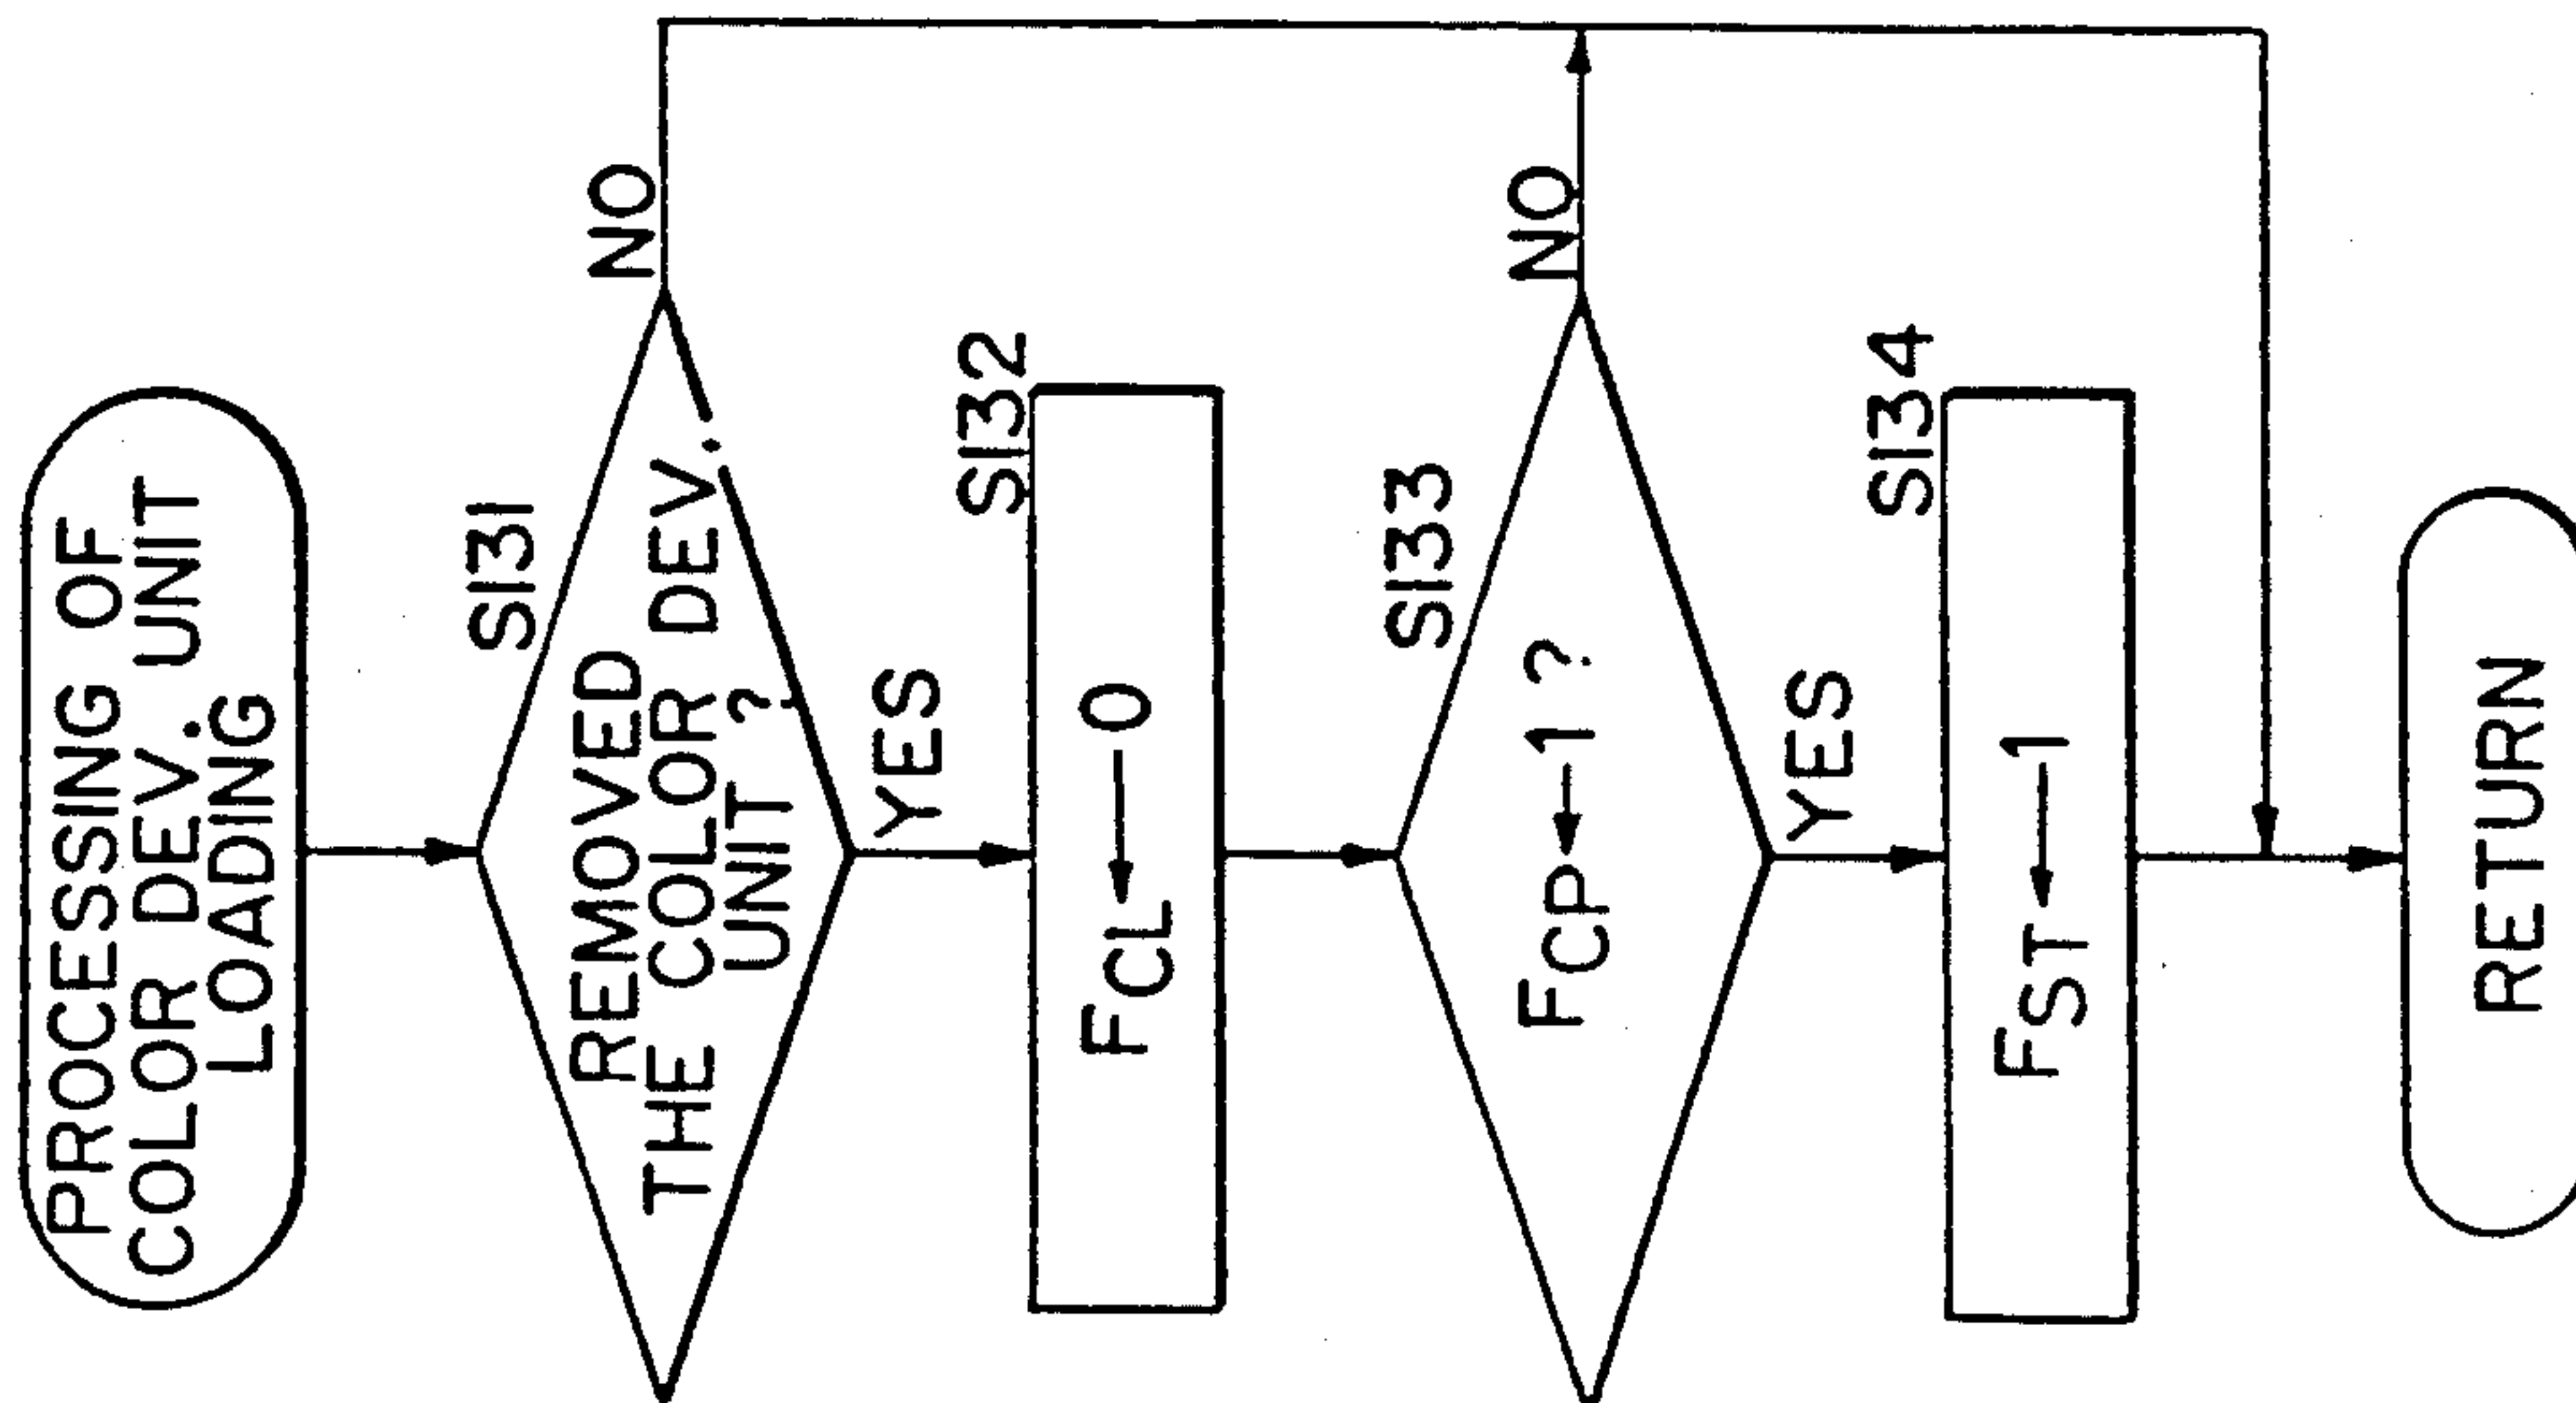 PROCESSING OF
COLOR DEV. UNIT
LOADING
S131
REMOVED
THE COLOR DEV.
UNIT ?
NO
YES
S132
FCL←0
S133
FCP←1 ?
NO
YES
S134
FST←1
RETURN